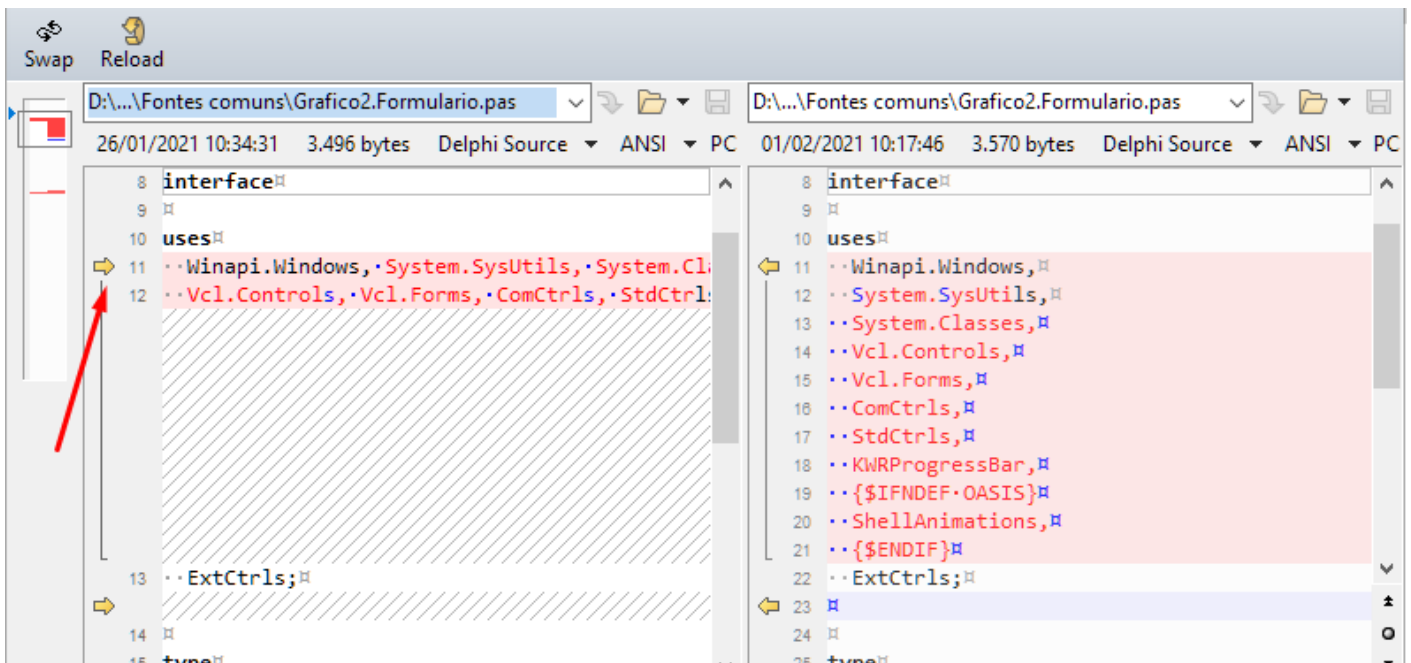 Swap Reload
D:\...\Fontes comuns\Grafico2.Formulario.pas D:\...\Fontes comuns\Grafico2.Formulario.pas
26/01/2021 10:34:31 3.496 bytes Delphi Source ANSI PC 01/02/2021 10:17:46 3.570 bytes Delphi Source ANSI PC
8 interface¤
9 ¤
10 uses¤
11 ··Winapi.Windows,·System.SysUtils,·System.Cl
12 ··Vcl.Controls,·Vcl.Forms,·ComCtrls,·StdCtrl
13 ··ExtCtrls;¤
14 ¤
15 type¤
8 interface¤
9 ¤
10 uses¤
11 ··Winapi.Windows,¤
12 ··System.SysUtils,¤
13 ··System.Classes,¤
14 ··Vcl.Controls,¤
15 ··Vcl.Forms,¤
16 ··ComCtrls,¤
17 ··StdCtrls,¤
18 ··KWRProgressBar,¤
19 ··{$IFNDEF·OASIS}¤
20 ··ShellAnimations,¤
21 ··{$ENDIF}¤
22 ··ExtCtrls;¤
23 ¤
24 ¤
25 type¤